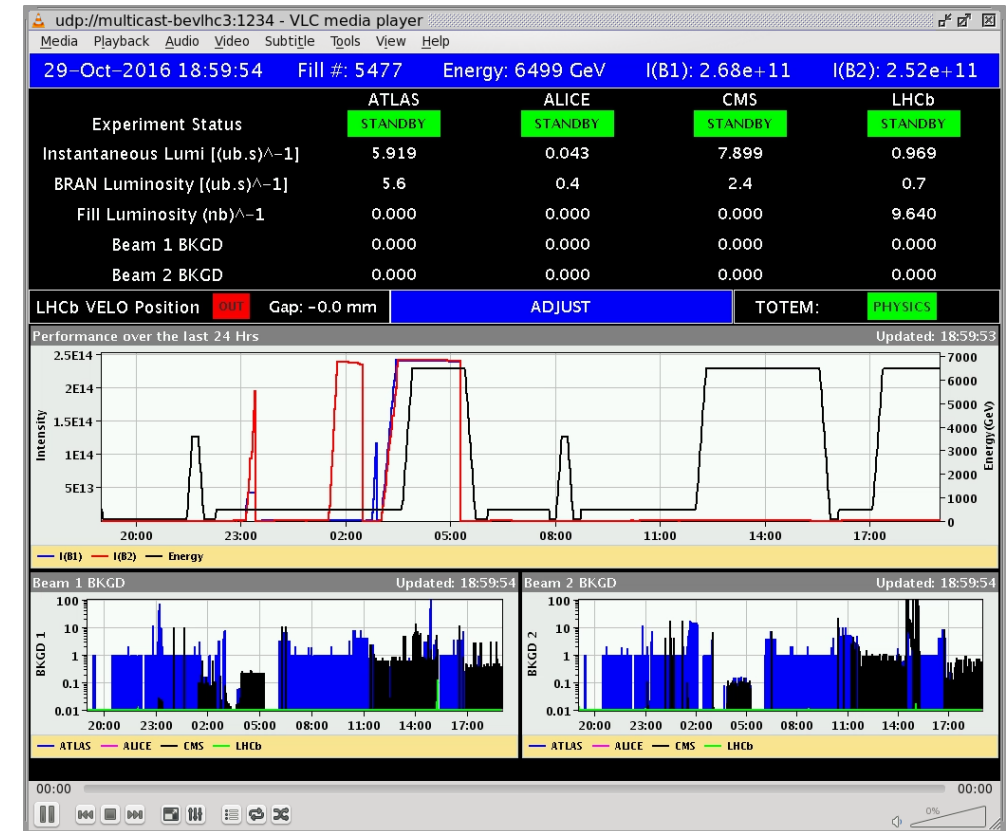 udp://multicast-bevlhc3:1234 - VLC media player
Media Playback Audio Video Subtitle Tools View Help
29-Oct-2016 18:59:54 Fill #: 5477 Energy: 6499 GeV I(B1): 2.68e+11 I(B2): 2.52e+11
ATLAS ALICE CMS LHCb
Experiment Status STANDBY STANDBY STANDBY STANDBY
Instantaneous Lumi [(ub.s)^-1] 5.919 0.043 7.899 0.969
BRAN Luminosity [(ub.s)^-1] 5.6 0.4 2.4 0.7
Fill Luminosity (nb)^-1 0.000 0.000 0.000 9.640
Beam 1 BKGD 0.000 0.000 0.000 0.000
Beam 2 BKGD 0.000 0.000 0.000 0.000
LHCb VELO Position OUT Gap: -0.0 mm ADJUST TOTEM: PHYSICS
Performance over the last 24 Hrs Updated: 18:59:53
2.5E14
2E14
1.5E14
1E14
5E13
Intensity
7000
6000
5000
4000
3000
2000
1000
0
Energy (GeV)
20:00 23:00 02:00 05:00 08:00 11:00 14:00 17:00
I(B1) I(B2) Energy
Beam 1 BKGD Updated: 18:59:54
100
10
1
0.1
0.01
BKGD 1
20:00 23:00 02:00 05:00 08:00 11:00 14:00 17:00
ATLAS ALICE CMS LHCb
Beam 2 BKGD Updated: 18:59:54
100
10
1
0.1
0.01
BKGD 2
20:00 23:00 02:00 05:00 08:00 11:00 14:00 17:00
ATLAS ALICE CMS LHCb
00:00 00:00
0%